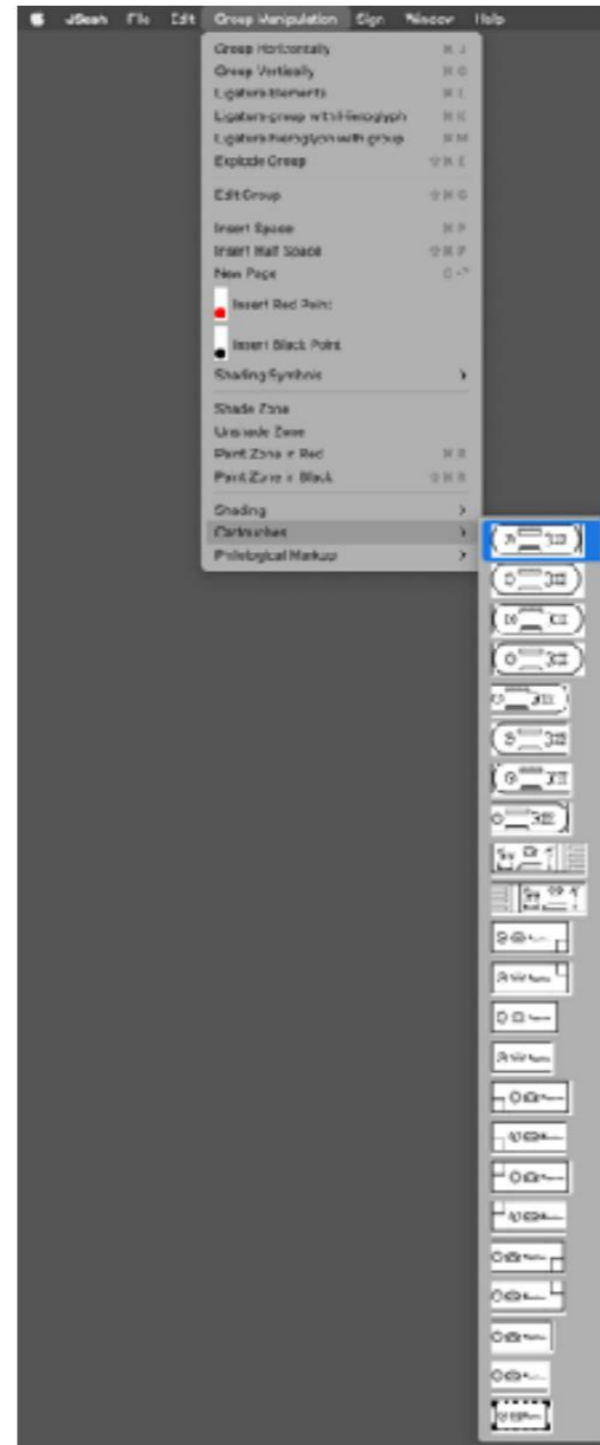 JSesh File Edit Group Manipulation Sign Window Help
Group Horizontally ⌘ J
Group Vertically ⌘ G
Ligature Elements ⌘ L
Ligature group with Hieroglyph ⌘ K
Ligature hieroglyph with group ⌘ M
Explode Group ⇧ ⌘ E
Edit Group ⇧ ⌘ G
Insert Space ⌘ P
Insert Half Space ⇧ ⌘ P
New Page
Insert Red Point
Insert Black Point
Shading Symbols
Shade Zone
Unshade Zone
Paint Zone in Red ⌘ R
Paint Zone in Black ⇧ ⌘ R
Shading
Cartouches
Philological Markup